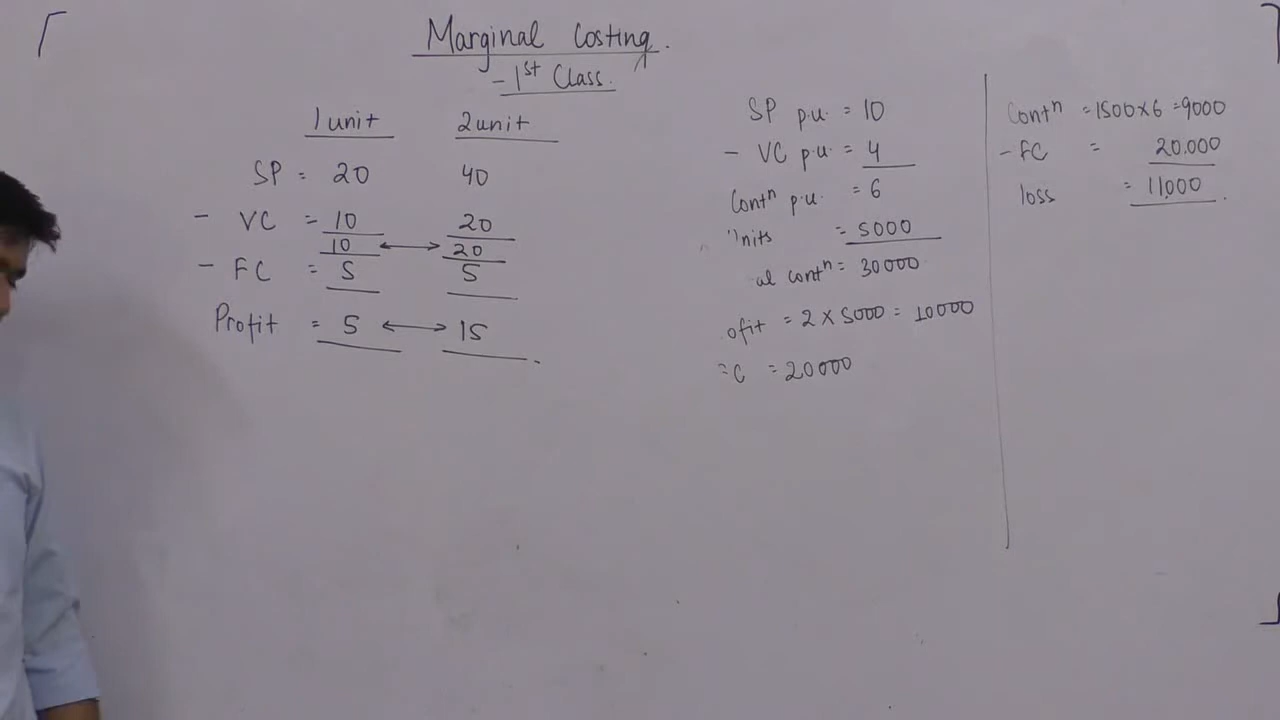 Marginal Costing.
- 1st Class.
1 unit 2 unit
SP = 20 40
- VC = 10 20
10 ↔ 20
- FC = 5 5
Profit = 5 ↔ 15
SP p.u. = 10
- VC p.u. = 4
Contn p.u. = 6
nits = 5000
al contn = 30000
ofit = 2 × 5000 = 10000
C = 20000
Contn = 1500 × 6 = 9000
- FC = 20.000
loss = 11,000